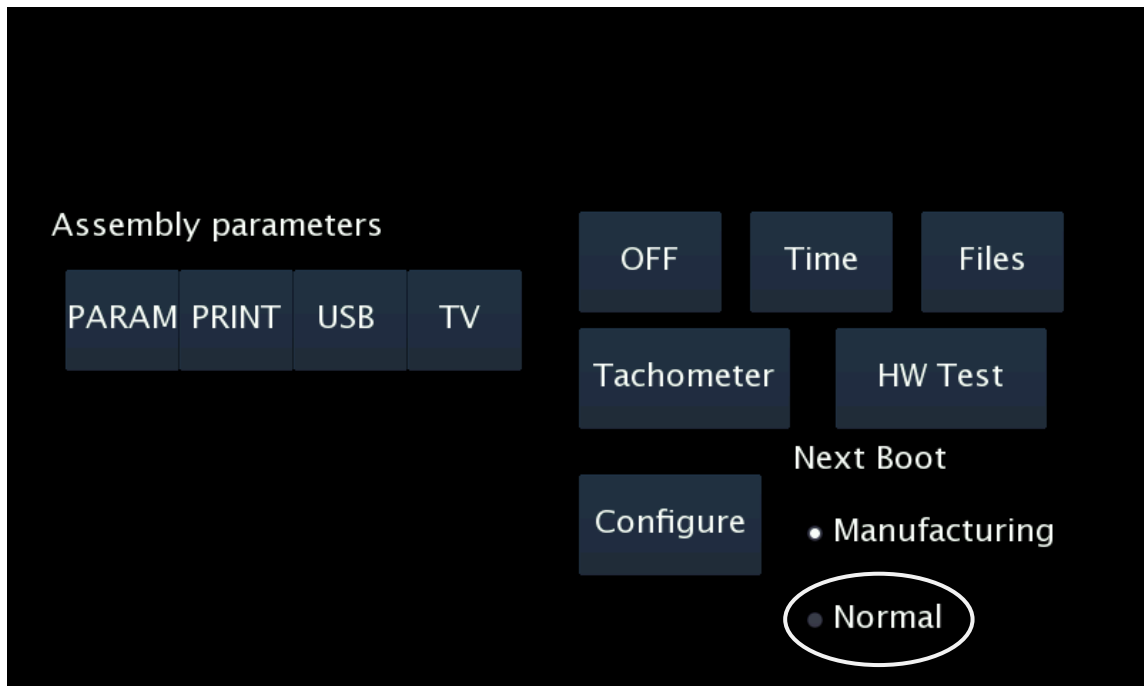 Assembly parameters
PARAM PRINT USB TV
OFF Time Files
Tachometer HW Test
Next Boot
Configure
Manufacturing
Normal